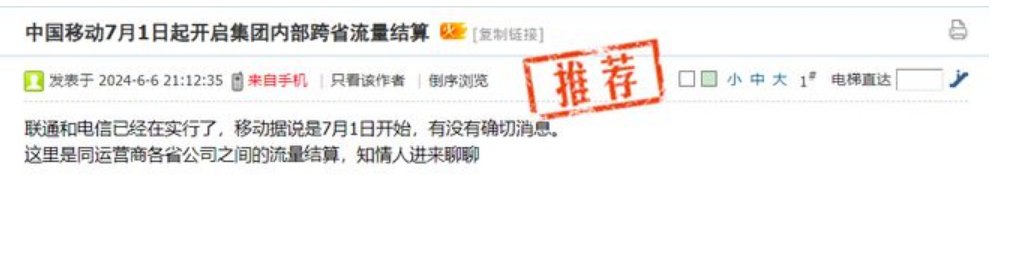 中国移动7月1日起开启集团内部跨省流量结算 火 [复制链接]
发表于 2024-6-6 21:12:35 来自手机 | 只看该作者 | 倒序浏览 推荐 小 中 大 1# 电梯直达
联通和电信已经在实行了，移动据说是7月1日开始，有没有确切消息。
这里是同运营商各省公司之间的流量结算，知情人进来聊聊